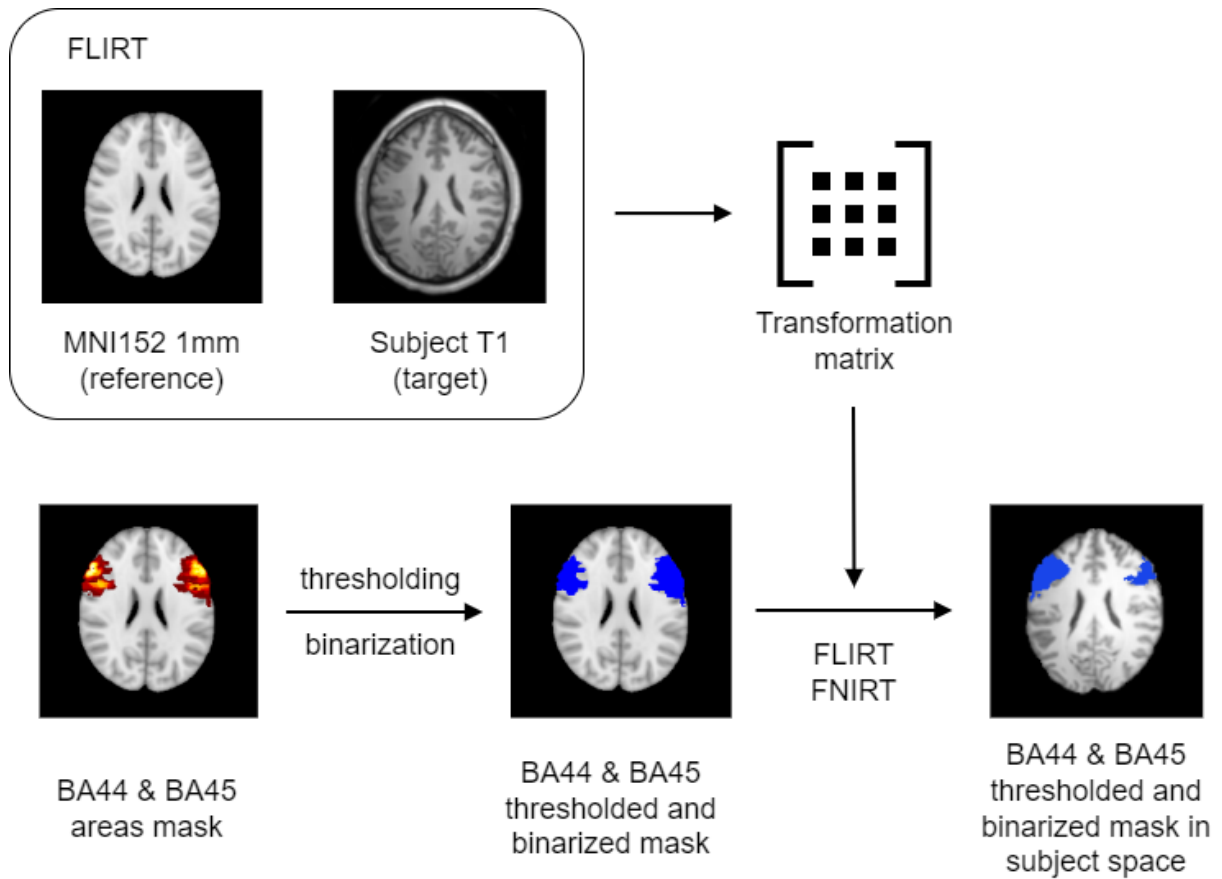 FLIRT
MNI152 1mm
(reference)
Subject T1
(target)
Transformation
matrix
thresholding
binarization
FLIRT
FNIRT
BA44 & BA45
areas mask
BA44 & BA45
thresholded and
binarized mask
BA44 & BA45
thresholded and
binarized mask in
subject space